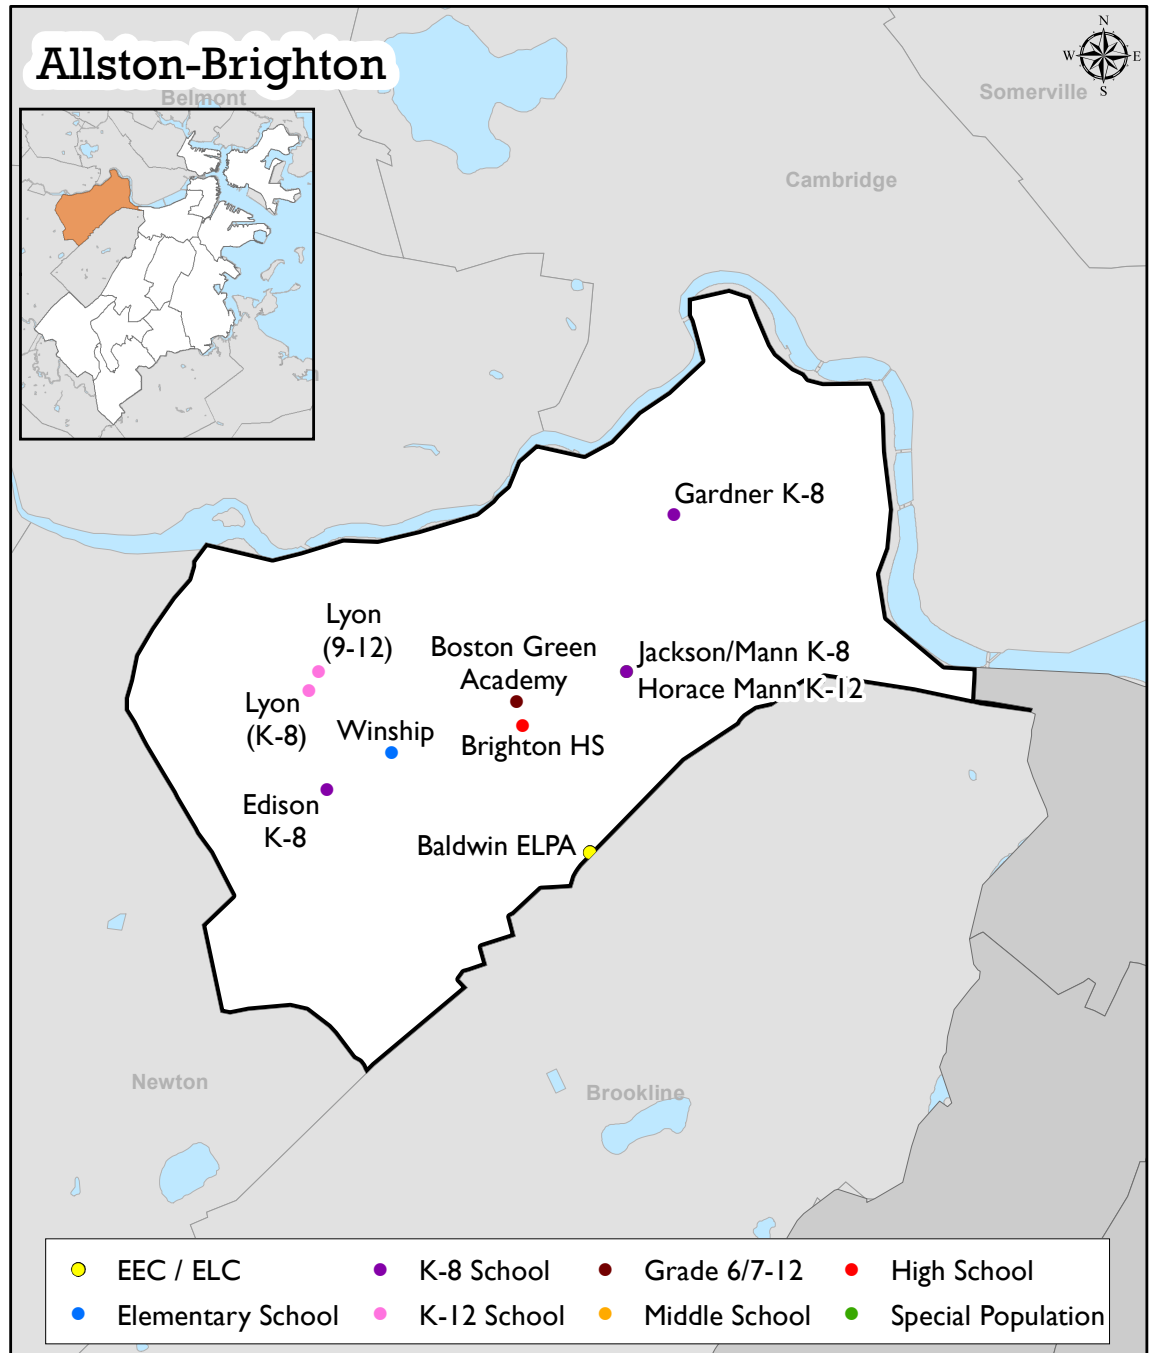 Allston-Brighton
N
W
E
S
Belmont
Somerville
Cambridge
Gardner K-8
Lyon
(9-12)
Boston Green
Academy
Jackson/Mann K-8
Horace Mann K-12
Lyon
(K-8)
Winship
Brighton HS
Edison
K-8
Baldwin ELPA
Newton
Brookline
EEC / ELC
K-8 School
Grade 6/7-12
High School
Elementary School
K-12 School
Middle School
Special Population